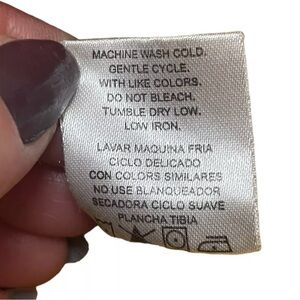 MACHINE WASH COLD.
GENTLE CYCLE.
WITH LIKE COLORS.
DO NOT BLEACH.
TUMBLE DRY LOW.
LOW IRON.
LAVAR MAQUINA FRIA
CICLO DELICADO
CON COLORS SIMILARES
NO USE BLANQUEADOR
SECADORA CICLO SUAVE
PLANCHA TIBIA